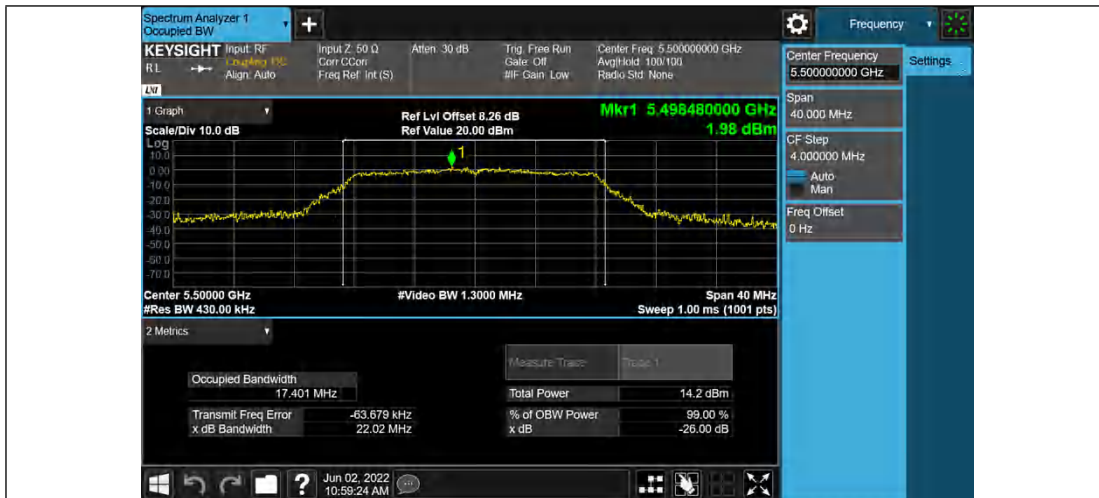 Spectrum Analyzer 1
Occupied BW
Frequency
KEYSIGHT Input: RF
Input Z: 50 Ω
Atten: 30 dB
Trig: Free Run
Center Freq: 5.500000000 GHz
RL
Coupling: DC
Corr CCorr
Gate: Off
Avg|Hold: 100/100
Align: Auto
Freq Ref: Int (S)
#IF Gain: Low
Radio Std: None
LXI
Center Frequency
5.500000000 GHz
Settings
Span
40.000 MHz
CF Step
4.000000 MHz
Auto
Man
Freq Offset
0 Hz
1 Graph
Ref Lvl Offset 8.26 dB
Mkr1 5.498480000 GHz
Scale/Div 10.0 dB
Ref Value 20.00 dBm
1.98 dBm
Log
1
10.0
0.00
-10.0
-20.0
-30.0
-40.0
-50.0
-60.0
-70.0
Center 5.50000 GHz
#Video BW 1.3000 MHz
Span 40 MHz
#Res BW 430.00 kHz
Sweep 1.00 ms (1001 pts)
2 Metrics
Measure Trace
Trace 1
Occupied Bandwidth
17.401 MHz
Total Power
14.2 dBm
Transmit Freq Error
-63.679 kHz
% of OBW Power
99.00 %
x dB Bandwidth
22.02 MHz
x dB
-26.00 dB
?
Jun 02, 2022
10:59:24 AM